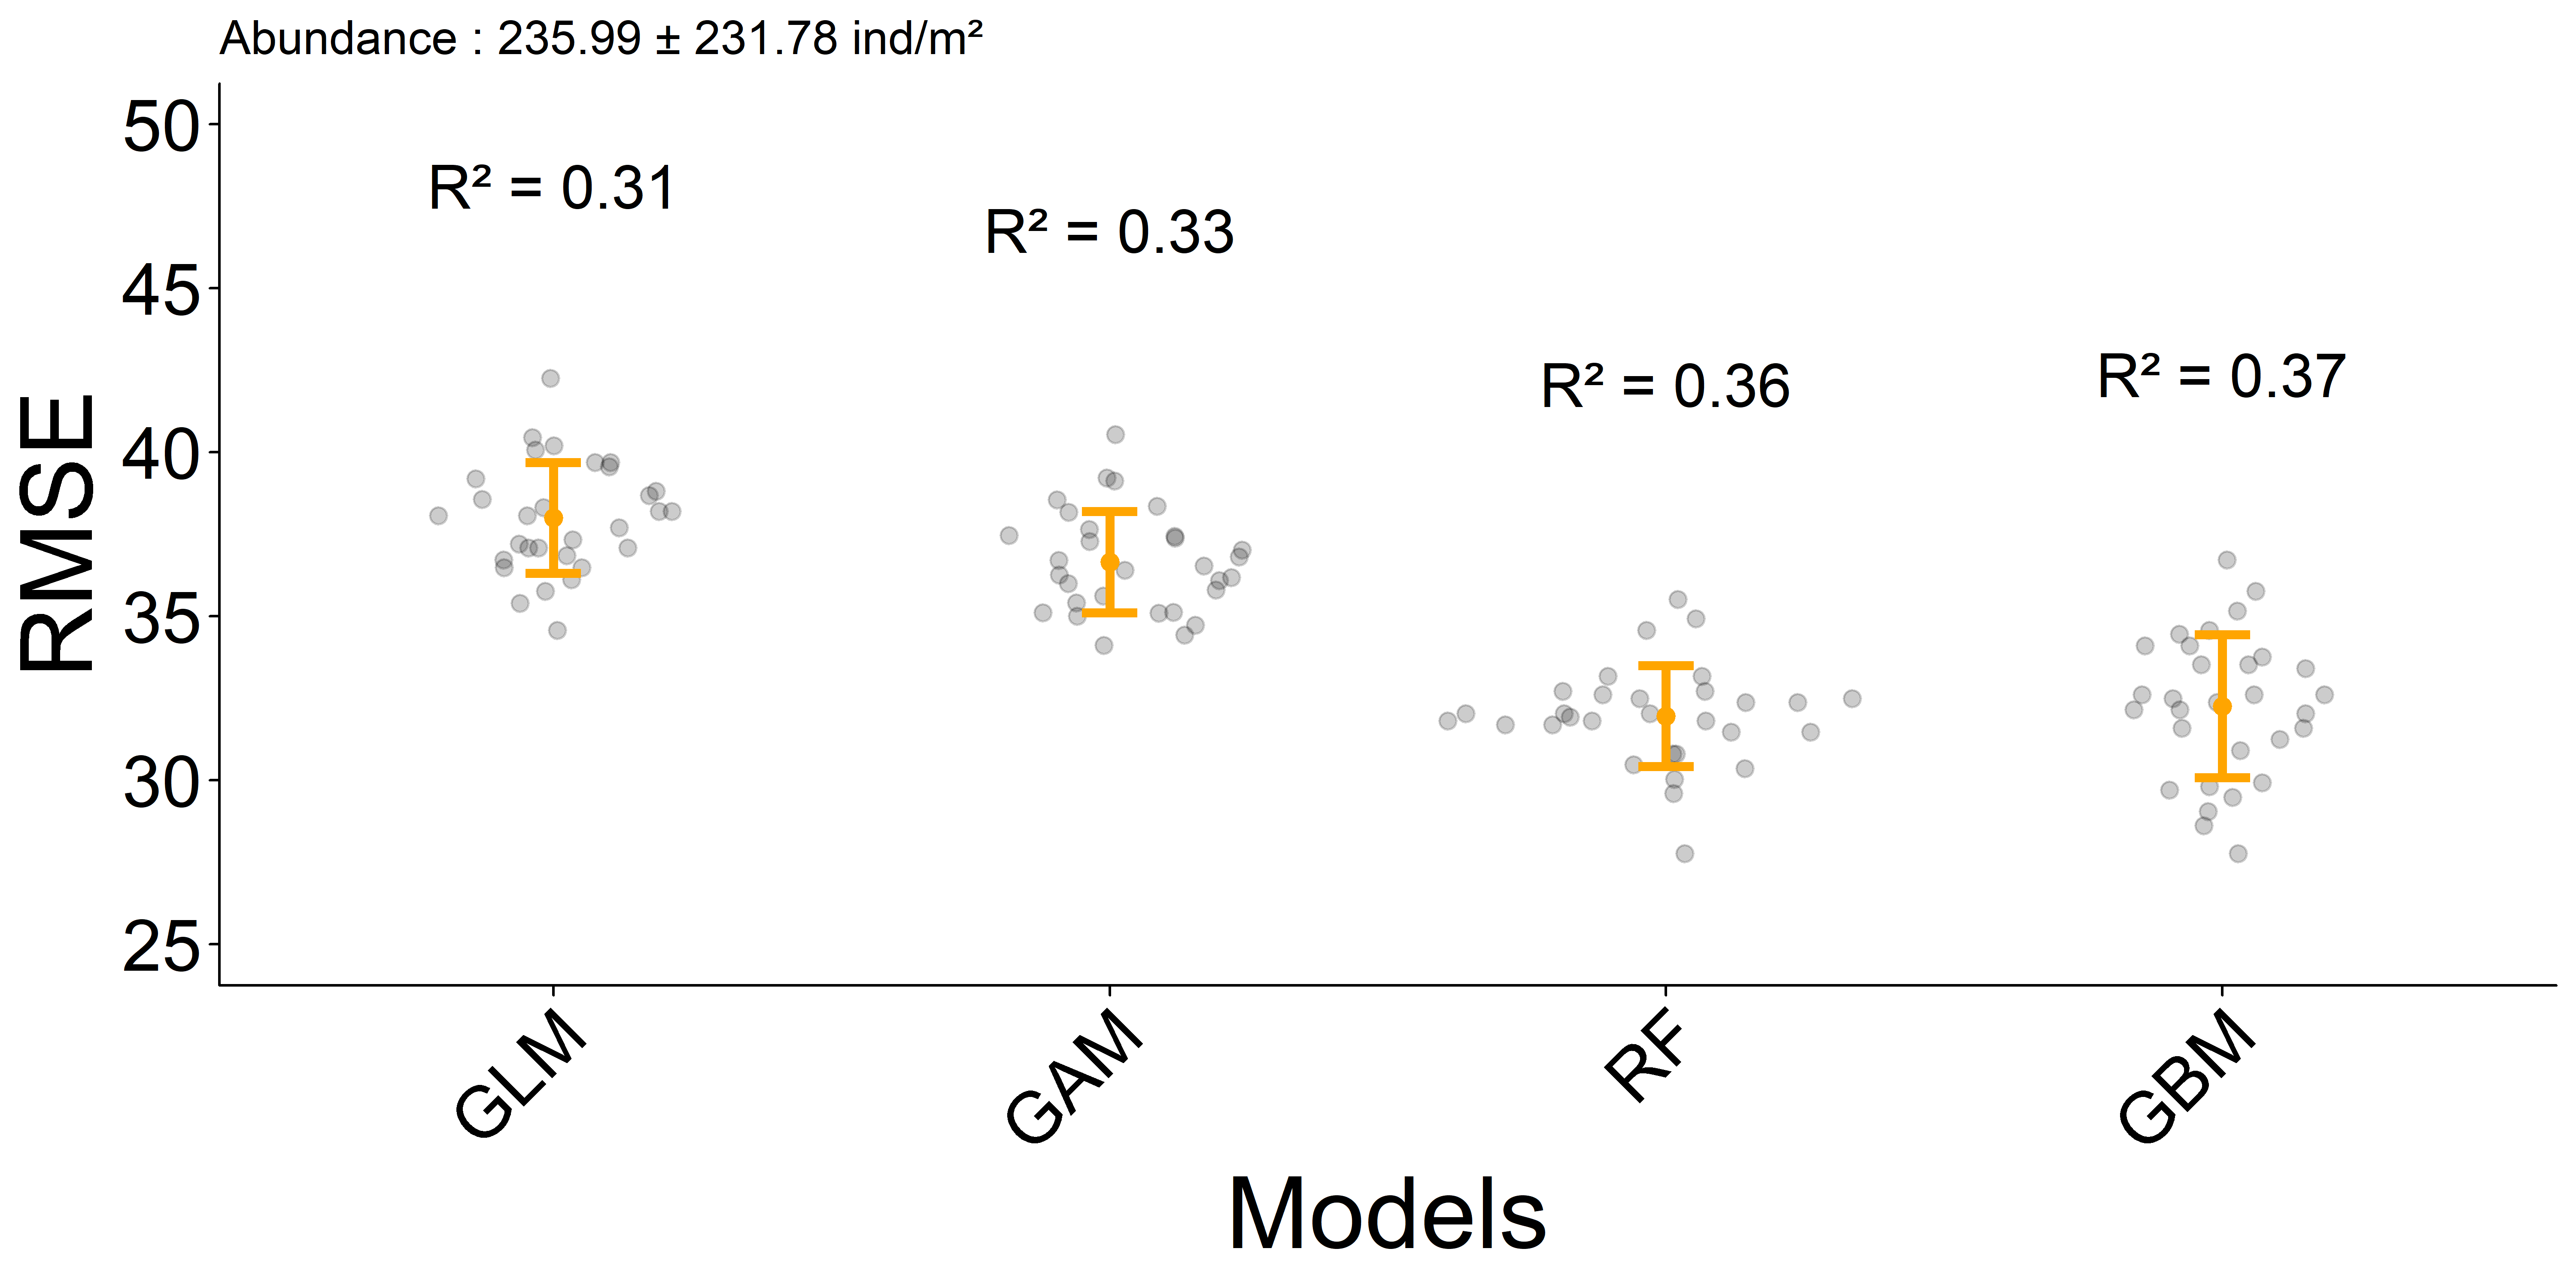 Abundance : 235.99 ± 231.78 ind/m²
50
45
40
35
30
25
RMSE
R² = 0.31
R² = 0.33
R² = 0.36
R² = 0.37
GLM
GAM
RF
GBM
Models